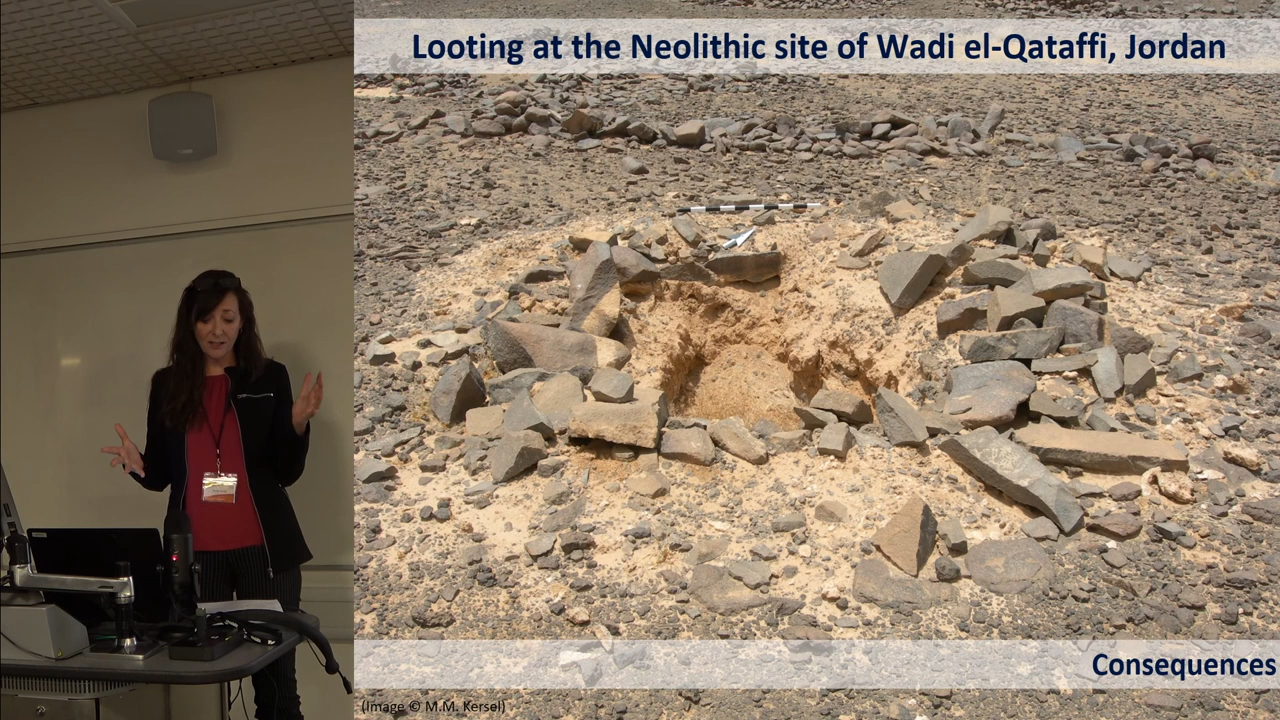 Looting at the Neolithic site of Wadi el-Qataffi, Jordan
Consequences
(Image © M.M. Kersel)